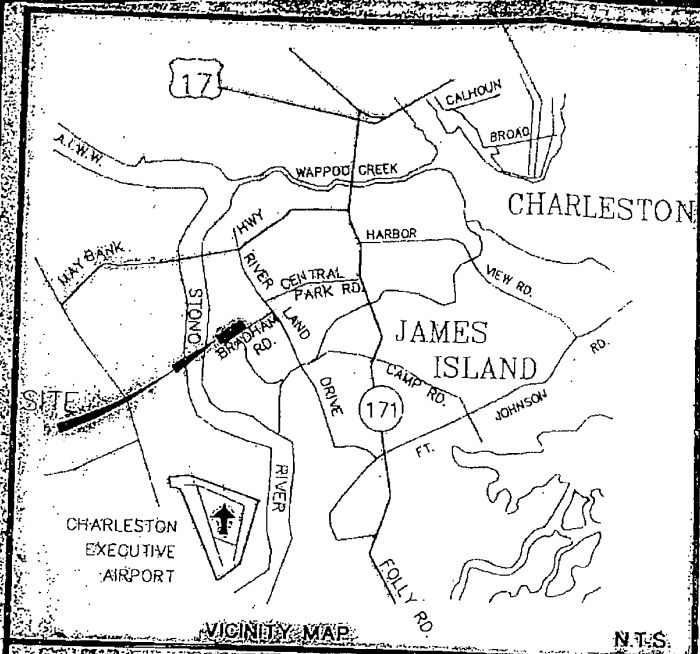 17
CALHOUN
BROAD
A.I.W.W.
WAPPOO CREEK
CHARLESTON
HWY
HARBOR
MAYBANK
RIVER
CENTRAL
PARK RD.
VIEW RD.
STONO
LAND
BRADHAM
RD.
JAMES
ISLAND
RD.
SITE
DRIVE
CAMP RD.
171
JOHNSON
FT.
RIVER
CHARLESTON
EXECUTIVE
AIRPORT
FOLLY RD.
VICINITY MAP
N.T.S.